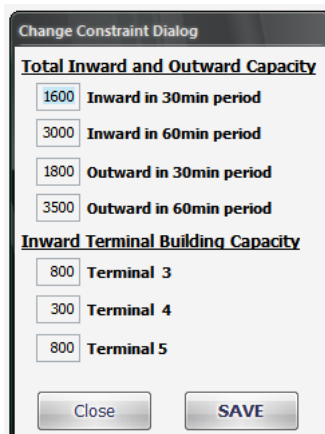 Change Constraint Dialog
Total Inward and Outward Capacity
1600 Inward in 30min period
3000 Inward in 60min period
1800 Outward in 30min period
3500 Outward in 60min period
Inward Terminal Building Capacity
800 Terminal 3
300 Terminal 4
800 Terminal 5
Close SAVE